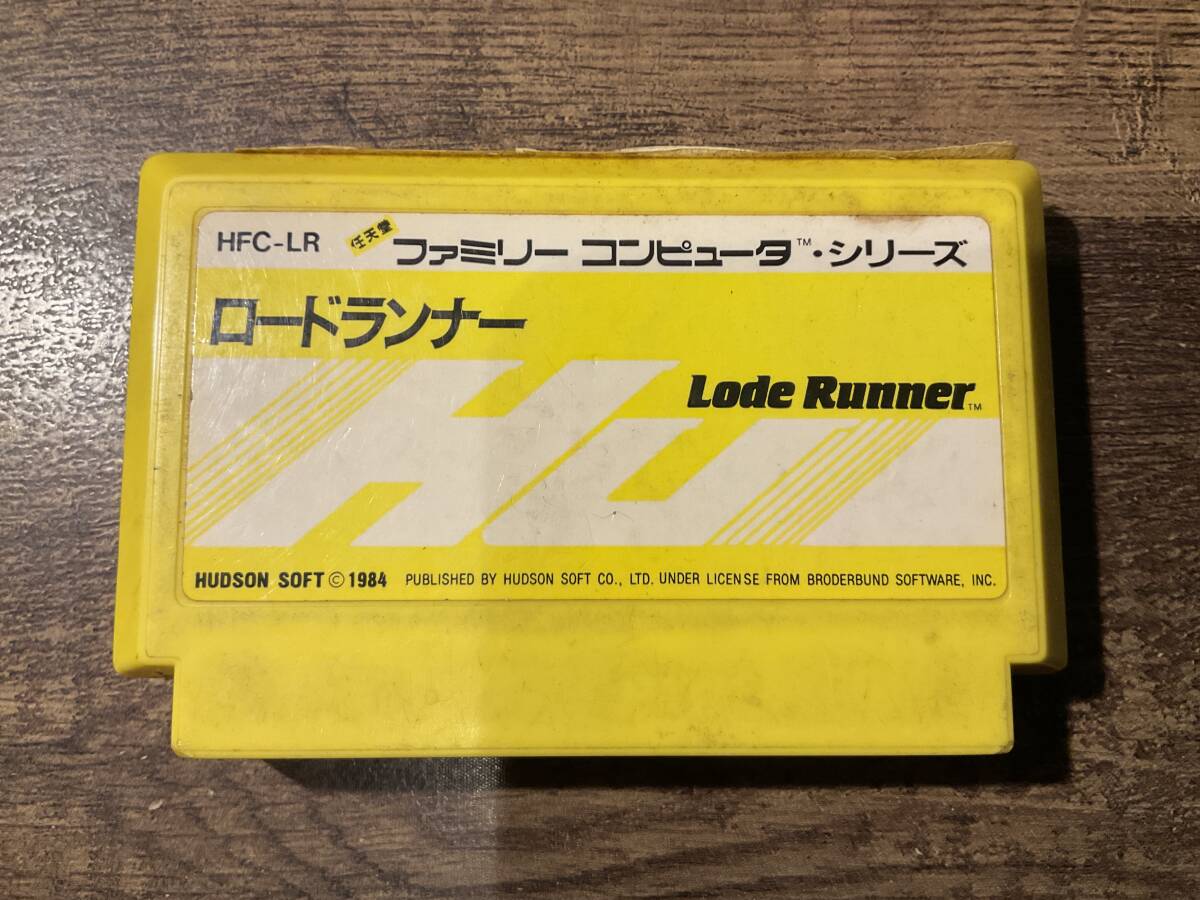 HFC-LR 任天堂 ファミリー コンピュータ™・シリーズ
ロードランナー
Lode Runner™
HU
HUDSON SOFT © 1984 PUBLISHED BY HUDSON SOFT CO., LTD. UNDER LICENSE FROM BRODERBUND SOFTWARE, INC.